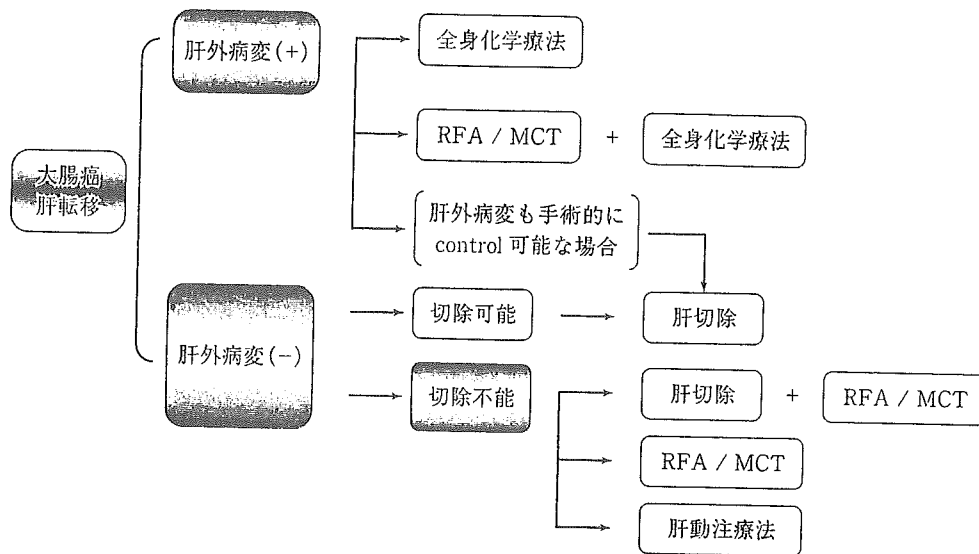 肝外病変(+)
全身化学療法
RFA / MCT + 全身化学療法
大腸癌
肝転移
肝外病変も手術的に
control 可能な場合
肝外病変(-)
切除可能
肝切除
切除不能
肝切除 + RFA / MCT
RFA / MCT
肝動注療法